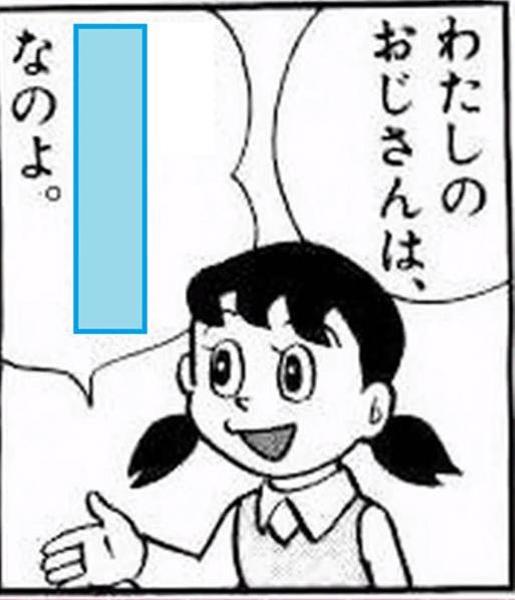 わたしの
おじさんは、
なのよ。